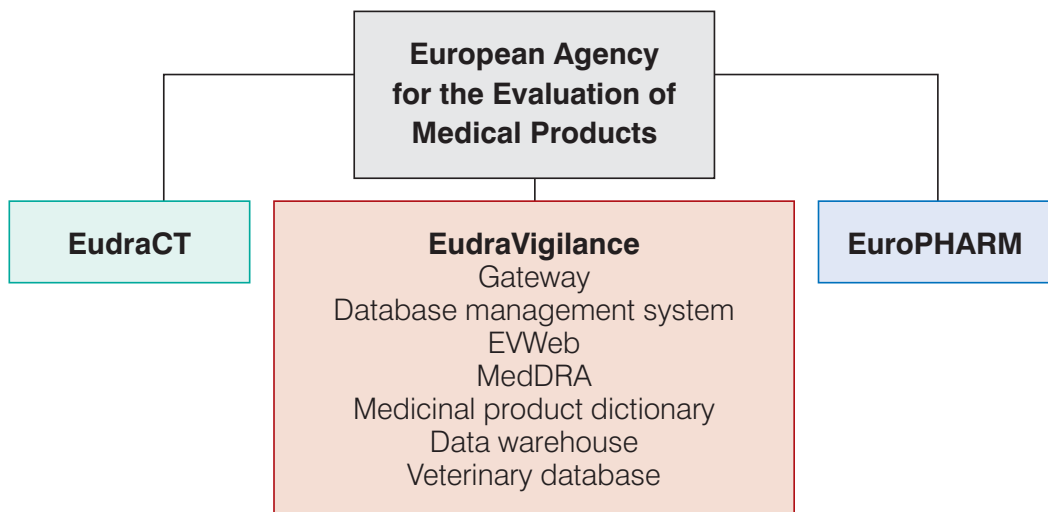 European Agency
for the Evaluation of
Medical Products
EudraCT
EudraVigilance
Gateway
Database management system
EVWeb
MedDRA
Medicinal product dictionary
Data warehouse
Veterinary database
EuroPHARM